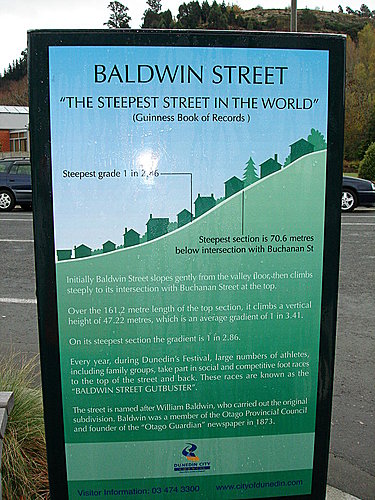 BALDWIN STREET
"THE STEEPEST STREET IN THE WORLD"
(Guinness Book of Records )
Steepest grade 1 in 2.86
Steepest section is 70.6 metres
below intersection with Buchanan St
Initially Baldwin Street slopes gently from the valley floor, then climbs
steeply to its intersection with Buchanan Street at the top.
Over the 161.2 metre length of the top section, it climbs a vertical
height of 47.22 metres, which is an average gradient of 1 in 3.41.
On its steepest section the gradient is 1 in 2.86.
Every year, during Dunedin's Festival, large numbers of athletes,
including family groups, take part in social and competitive foot races
to the top of the street and back. These races are known as the
"BALDWIN STREET GUTBUSTER".
The street is named after William Baldwin, who carried out the original
subdivision. Baldwin was a member of the Otago Provincial Council
and founder of the "Otago Guardian" newspaper in 1873.
DUNEDIN CITY
Visitor Information: 03 474 3300 www.cityofdunedin.com